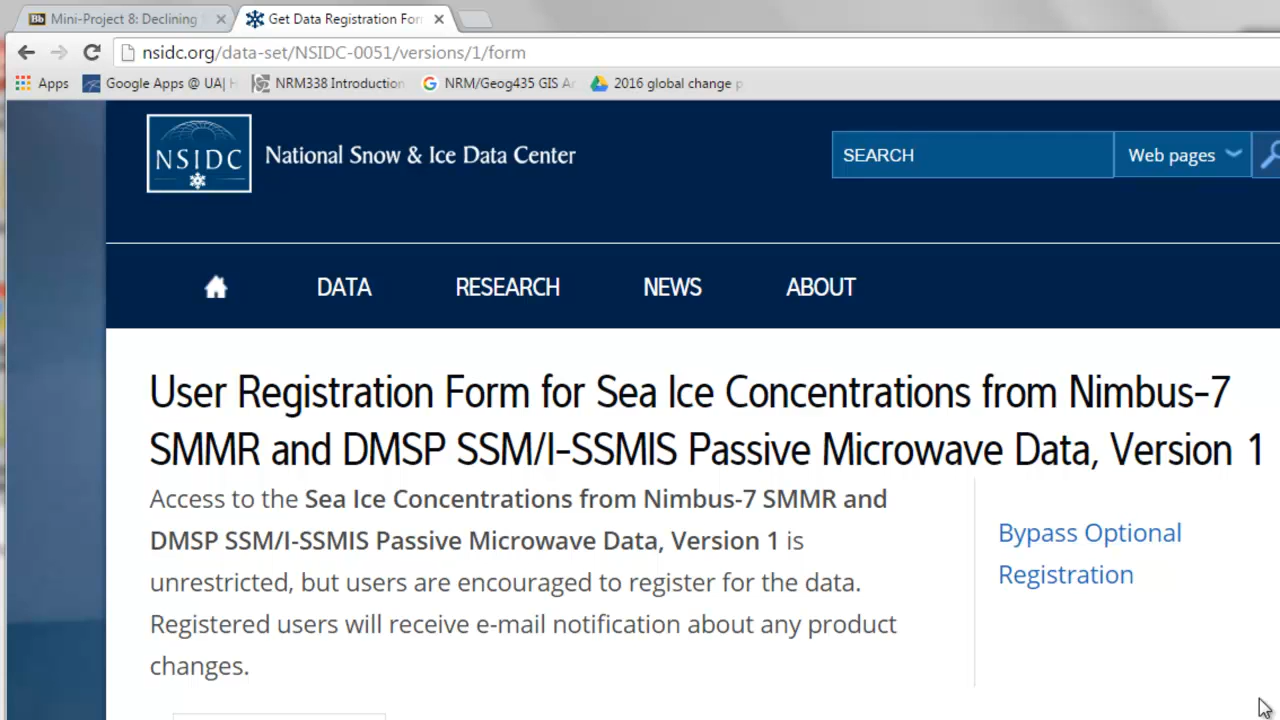 Bb Mini-Project 8: Declining
Get Data Registration For
nsidc.org/data-set/NSIDC-0051/versions/1/form
Apps
Google Apps @ UA|
NRM338 Introduction
NRM/Geog435 GIS
2016 global change
NSIDC
National Snow & Ice Data Center
SEARCH
Web pages
DATA
RESEARCH
NEWS
ABOUT
User Registration Form for Sea Ice Concentrations from Nimbus-7
SMMR and DMSP SSM/I-SSMIS Passive Microwave Data, Version 1
Access to the Sea Ice Concentrations from Nimbus-7 SMMR and
DMSP SSM/I-SSMIS Passive Microwave Data, Version 1 is
unrestricted, but users are encouraged to register for the data.
Registered users will receive e-mail notification about any product
changes.
Bypass Optional
Registration